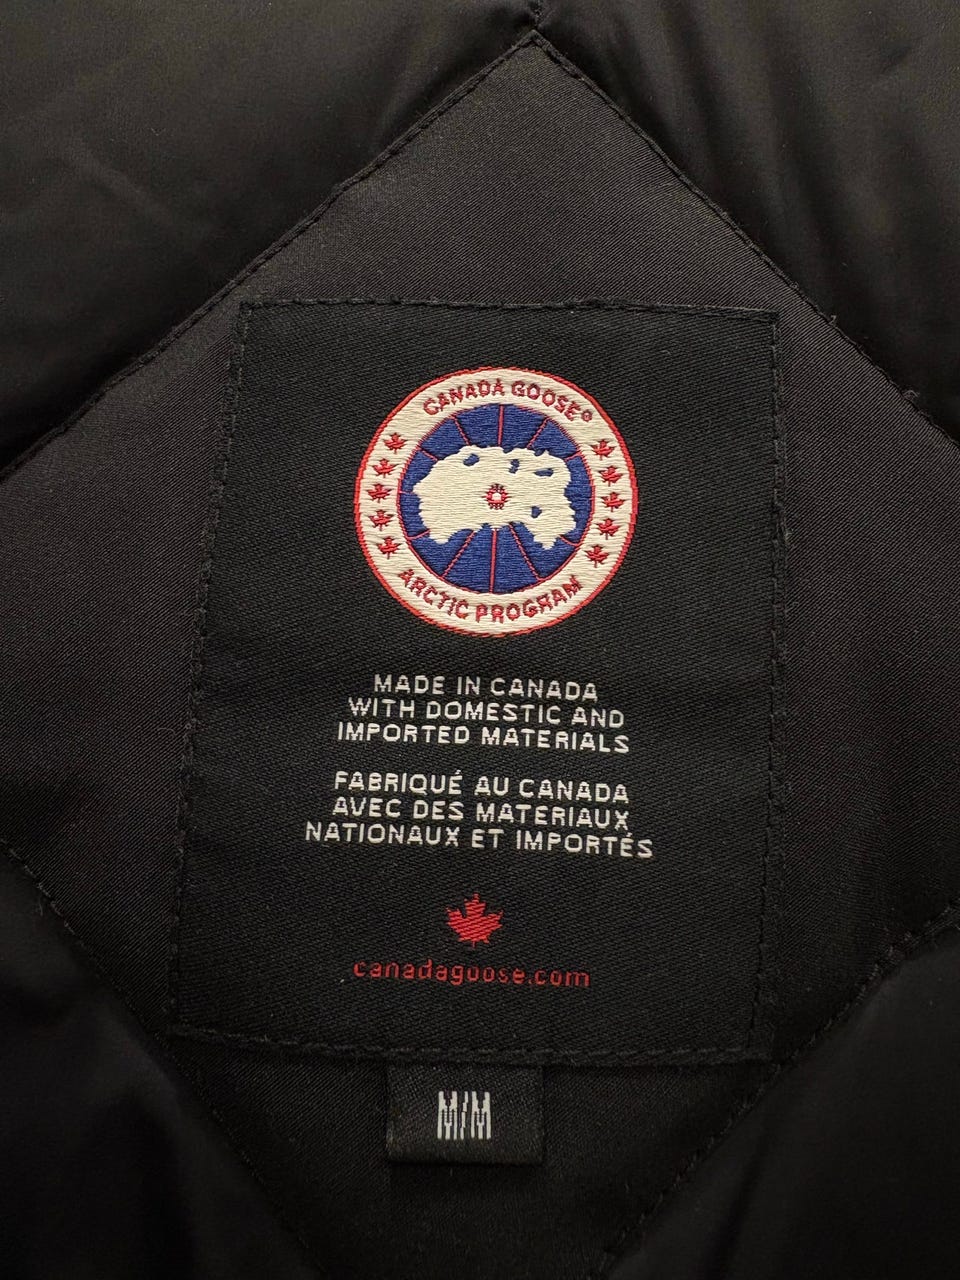 CANADA GOOSE®
ARCTIC PROGRAM
MADE IN CANADA
WITH DOMESTIC AND
IMPORTED MATERIALS
FABRIQUÉ AU CANADA
AVEC DES MATERIAUX
NATIONAUX ET IMPORTÉS
canadagoose.com
M/M